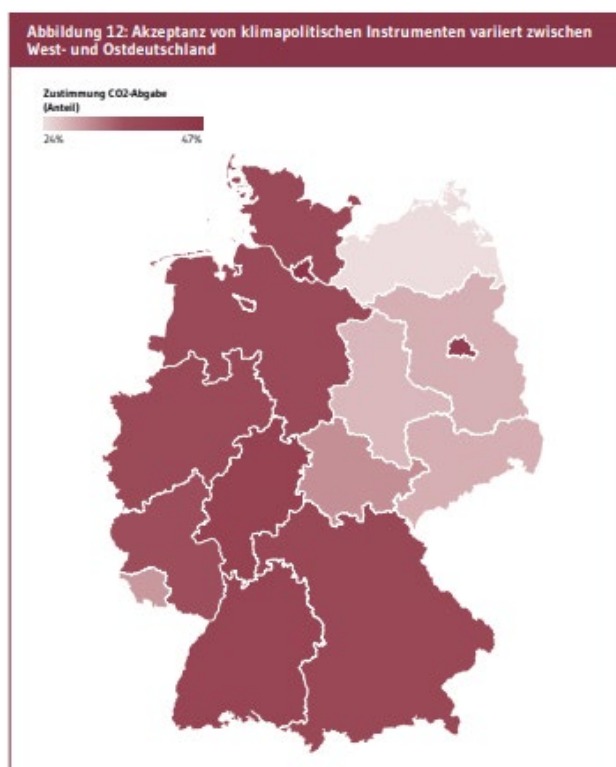 Abbildung 12: Akzeptanz von klimapolitischen Instrumenten variiert zwischen
West- und Ostdeutschland
Zustimmung CO2-Abgabe
(Anteil)
24% 47%